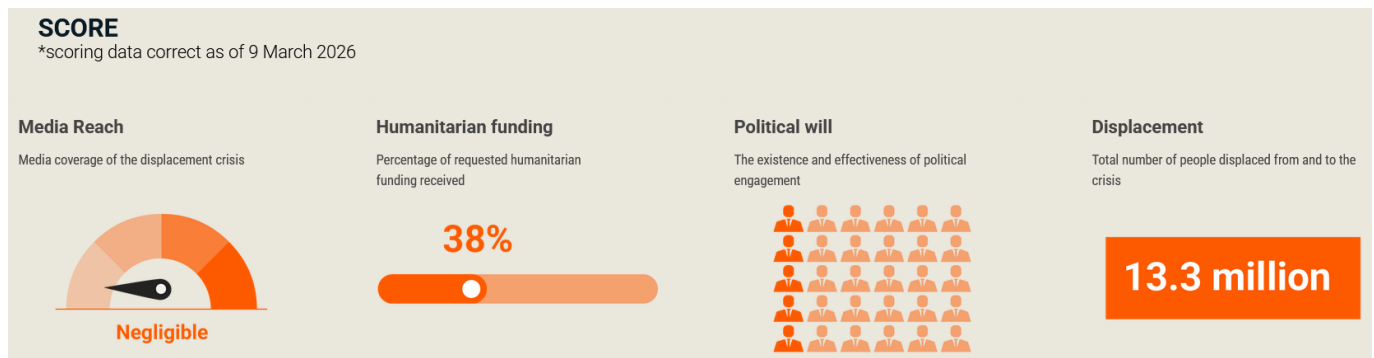 SCORE
*scoring data correct as of 9 March 2026
Media Reach
Media coverage of the displacement crisis
Negligible
Humanitarian funding
Percentage of requested humanitarian
funding received
38%
Political will
The existence and effectiveness of political
engagement
Displacement
Total number of people displaced from and to the
crisis
13.3 million